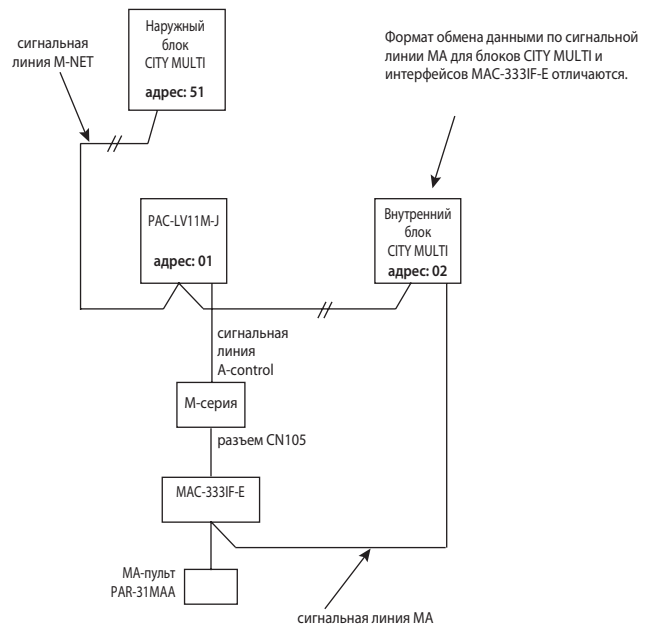 Наружный
блок
CITY MULTI
адрес: 51
сигнальная
линия M-NET
Формат обмена данными по сигнальной
линии MA для блоков CITY MULTI и
интерфейсов MAC-333IF-E отличаются.
PAC-LV11M-J
адрес: 01
Внутренний
блок
CITY MULTI
адрес: 02
сигнальная
линия
A-control
М-серия
разъем CN105
MAC-333IF-E
МА-пульт
PAR-31MAA
сигнальная линия MA